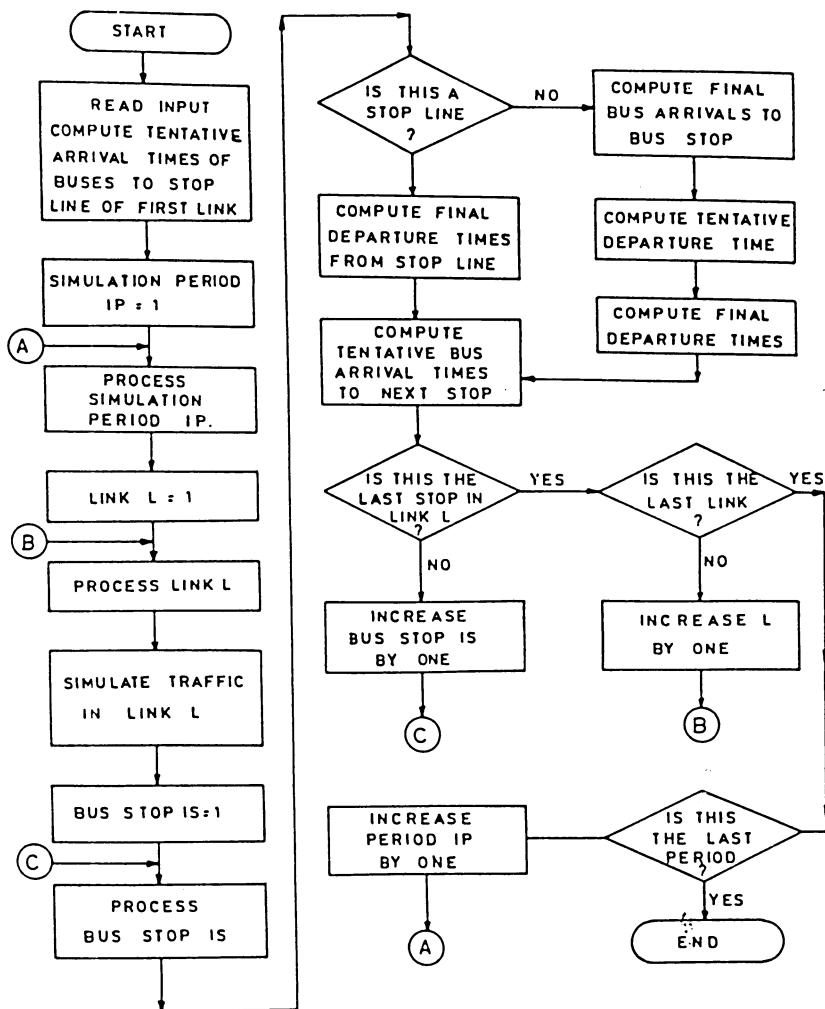 START
READ INPUT
COMPUTE TENTATIVE
ARRIVAL TIMES OF
BUSES TO STOP
LINE OF FIRST LINK
SIMULATION PERIOD
IP = 1
A
PROCESS
SIMULATION
PERIOD IP.
LINK L = 1
B
PROCESS LINK L
SIMULATE TRAFFIC
IN LINK L
BUS STOP IS=1
C
PROCESS
BUS STOP IS
IS THIS A
STOP LINE
?
NO
COMPUTE FINAL
BUS ARRIVALS TO
BUS STOP
COMPUTE FINAL
DEPARTURE TIMES
FROM STOP LINE
COMPUTE TENTATIVE
DEPARTURE TIME
COMPUTE FINAL
DEPARTURE TIMES
COMPUTE
TENTATIVE BUS
ARRIVAL TIMES
TO NEXT STOP
IS THIS THE
LAST STOP IN
LINK L
?
YES
IS THIS THE
LAST LINK
?
YES
NO
NO
INCREASE
BUS STOP IS
BY ONE
INCREASE L
BY ONE
C
B
INCREASE
PERIOD IP
BY ONE
IS THIS
THE LAST
PERIOD
?
YES
A
END